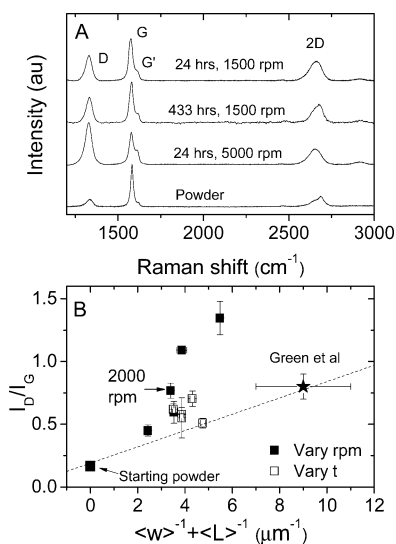 A
G
D
G'
2D
24 hrs, 1500 rpm
433 hrs, 1500 rpm
24 hrs, 5000 rpm
Powder
Intensity (au)
1500 2000 2500 3000
Raman shift (cm⁻¹)
B
1.5
1.0
0.5
0.0
I_D/I_G
2000
rpm
Green et al
Vary rpm
Vary t
Starting powder
0 2 4 6 8 10 12
<w>⁻¹+<L>⁻¹ (μm⁻¹)